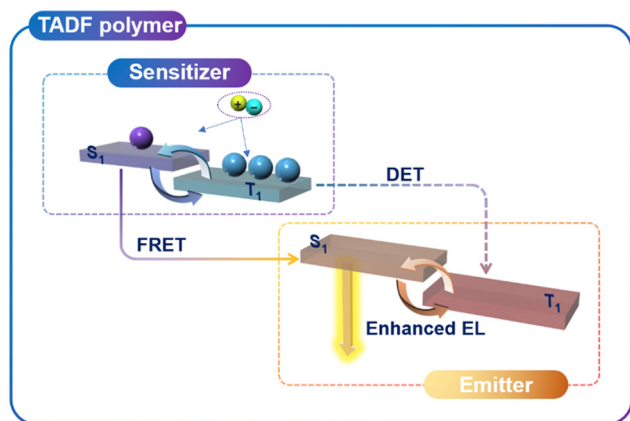 TADF polymer
Sensitizer
+ −
S1
T1
DET
FRET
S1
T1
Enhanced EL
Emitter